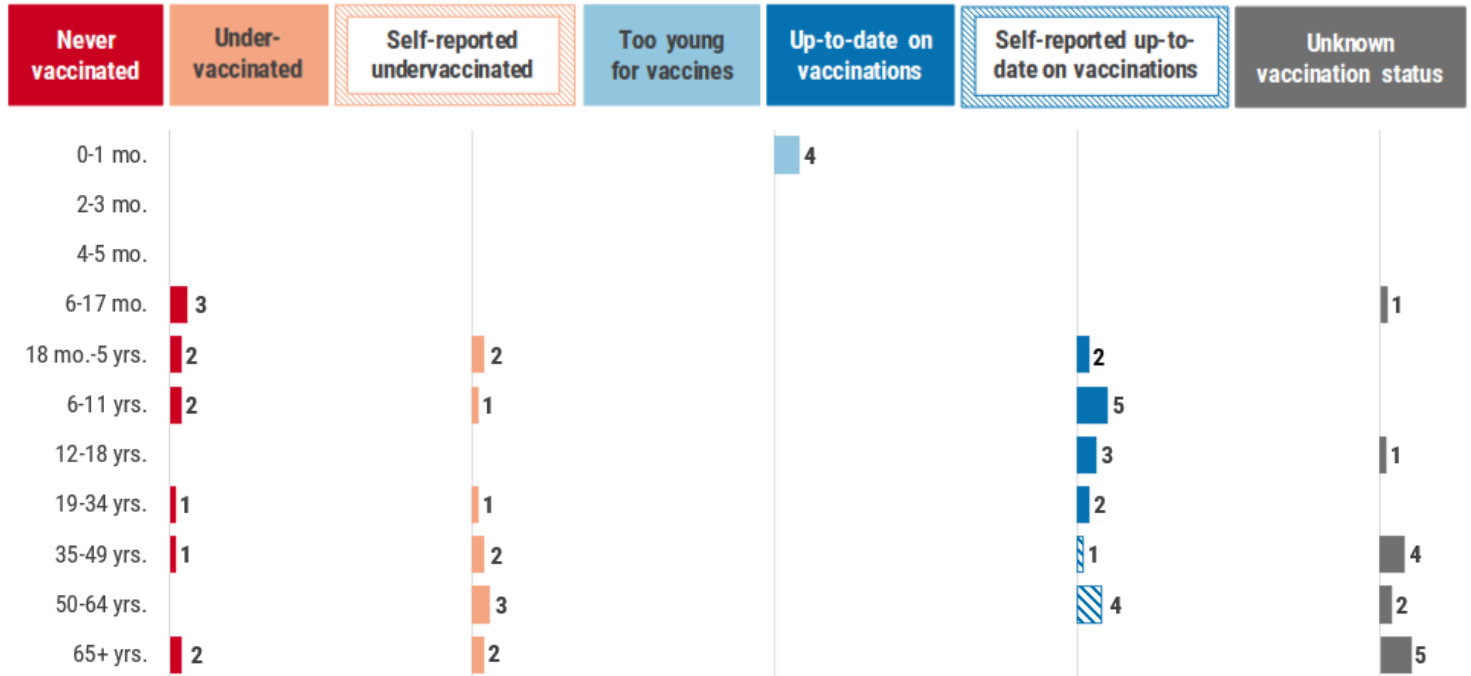 Never
vaccinated
Under-
vaccinated
Self-reported
undervaccinated
Too young
for vaccines
Up-to-date on
vaccinations
Self-reported up-to-
date on vaccinations
Unknown
vaccination status
0-1 mo. 4
2-3 mo.
4-5 mo.
6-17 mo. 3 1
18 mo.-5 yrs. 2 2 2
6-11 yrs. 2 1 5
12-18 yrs. 3 1
19-34 yrs. 1 1 2
35-49 yrs. 1 2 1 4
50-64 yrs. 3 4 2
65+ yrs. 2 2 5